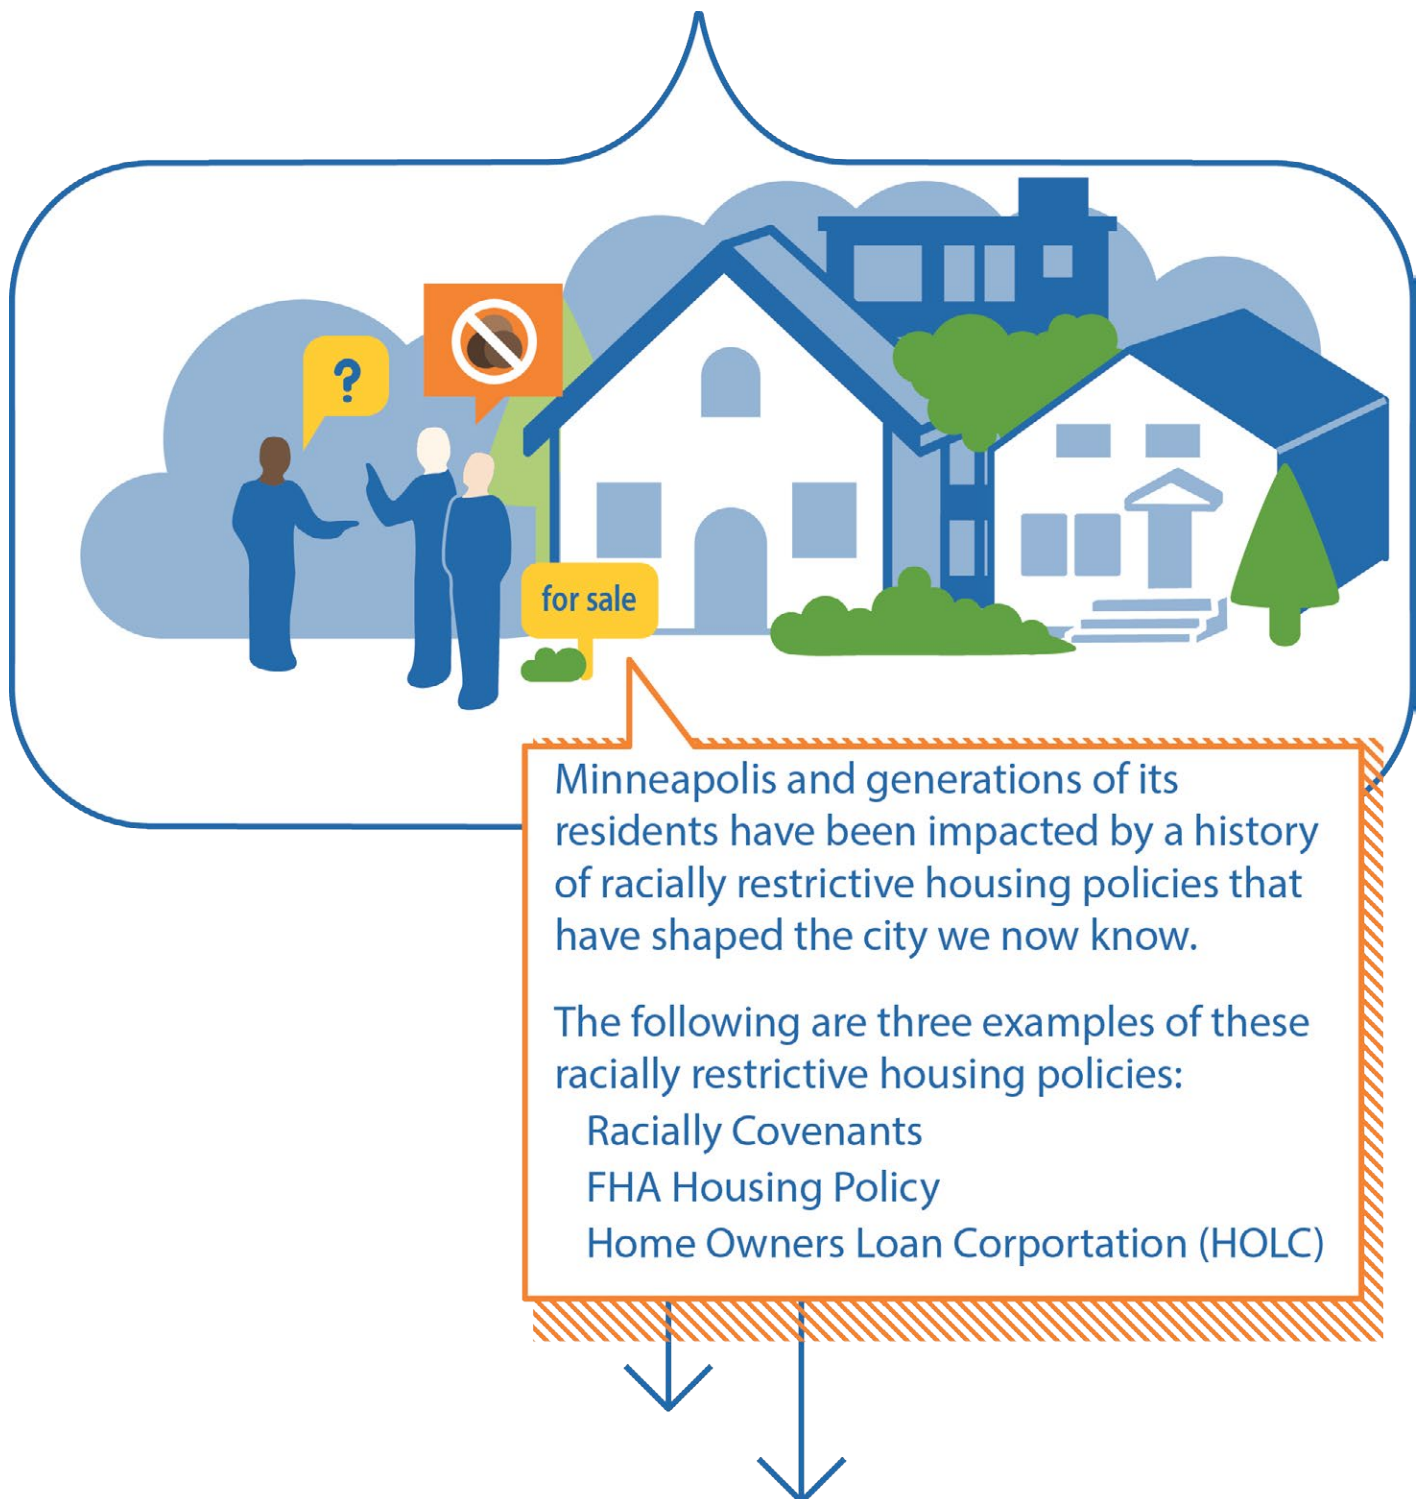 ?
for sale
Minneapolis and generations of its
residents have been impacted by a history
of racially restrictive housing policies that
have shaped the city we now know.
The following are three examples of these
racially restrictive housing policies:
Racially Covenants
FHA Housing Policy
Home Owners Loan Corportation (HOLC)